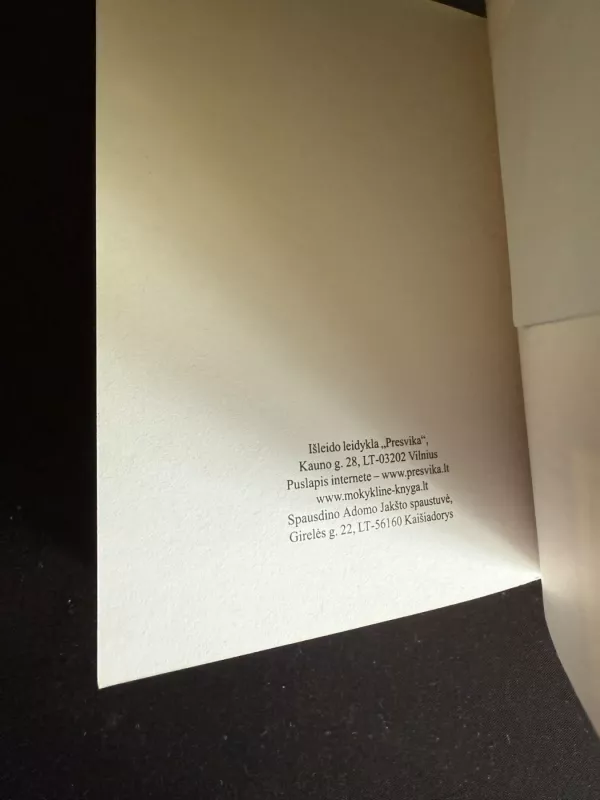 Išleido leidykla „Presvika“,
Kauno g. 28, LT-03202 Vilnius
Puslapis internete – www.presvika.lt
www.mokykline-knyga.lt
Spausdino Adomo Jakšto spaustuvė,
Girelės g. 22, LT-56160 Kaišiadorys